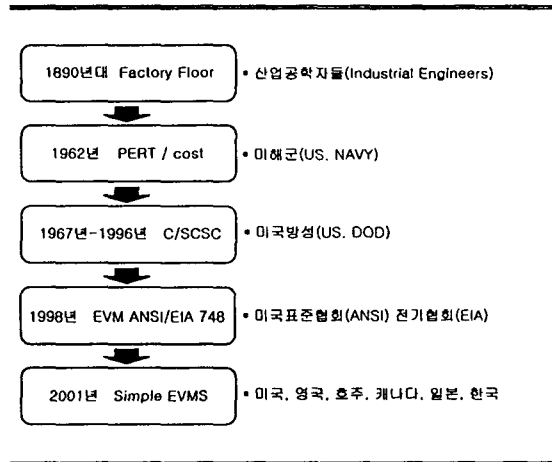 1890년대 Factory Floor • 산업공학자들(Industrial Engineers)
1962년 PERT / cost • 미해군(US. NAVY)
1967년-1996년 C/SCSC • 미국방성(US. DOD)
1998년 EVM ANSI/EIA 748 • 미국표준협회(ANSI) 전기협회(EIA)
2001년 Simple EVMS • 미국, 영국, 호주, 캐나다, 일본, 한국